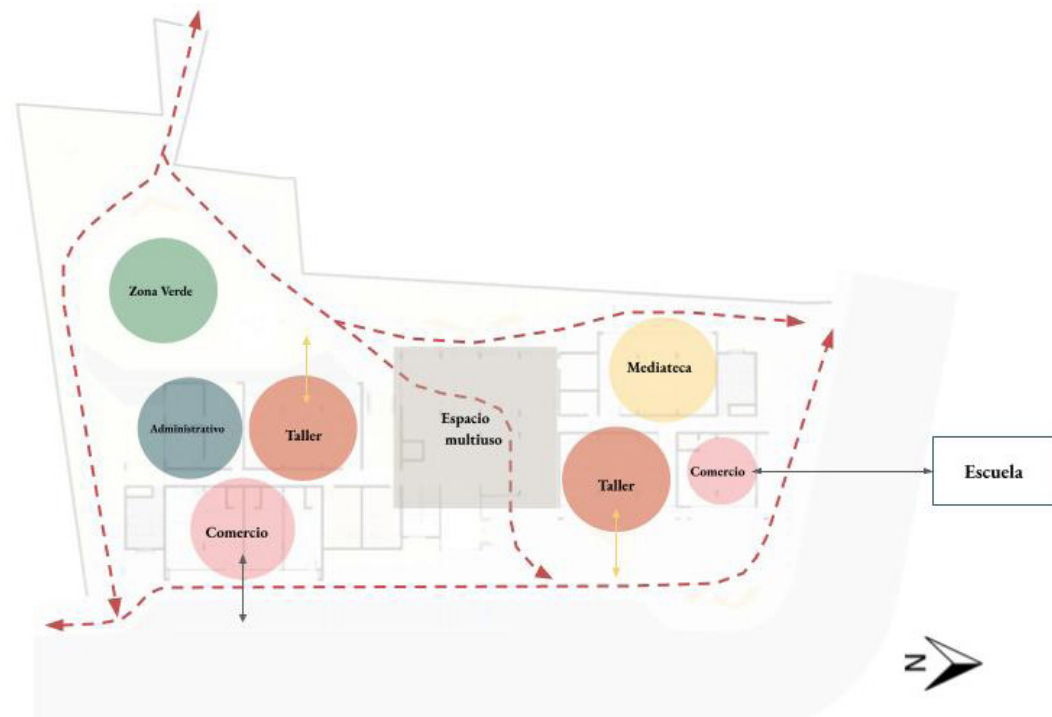 Zona Verde
Mediateca
Administrativo
Taller
Espacio
multiuso
Taller
Comercio
Escuela
Comercio
N